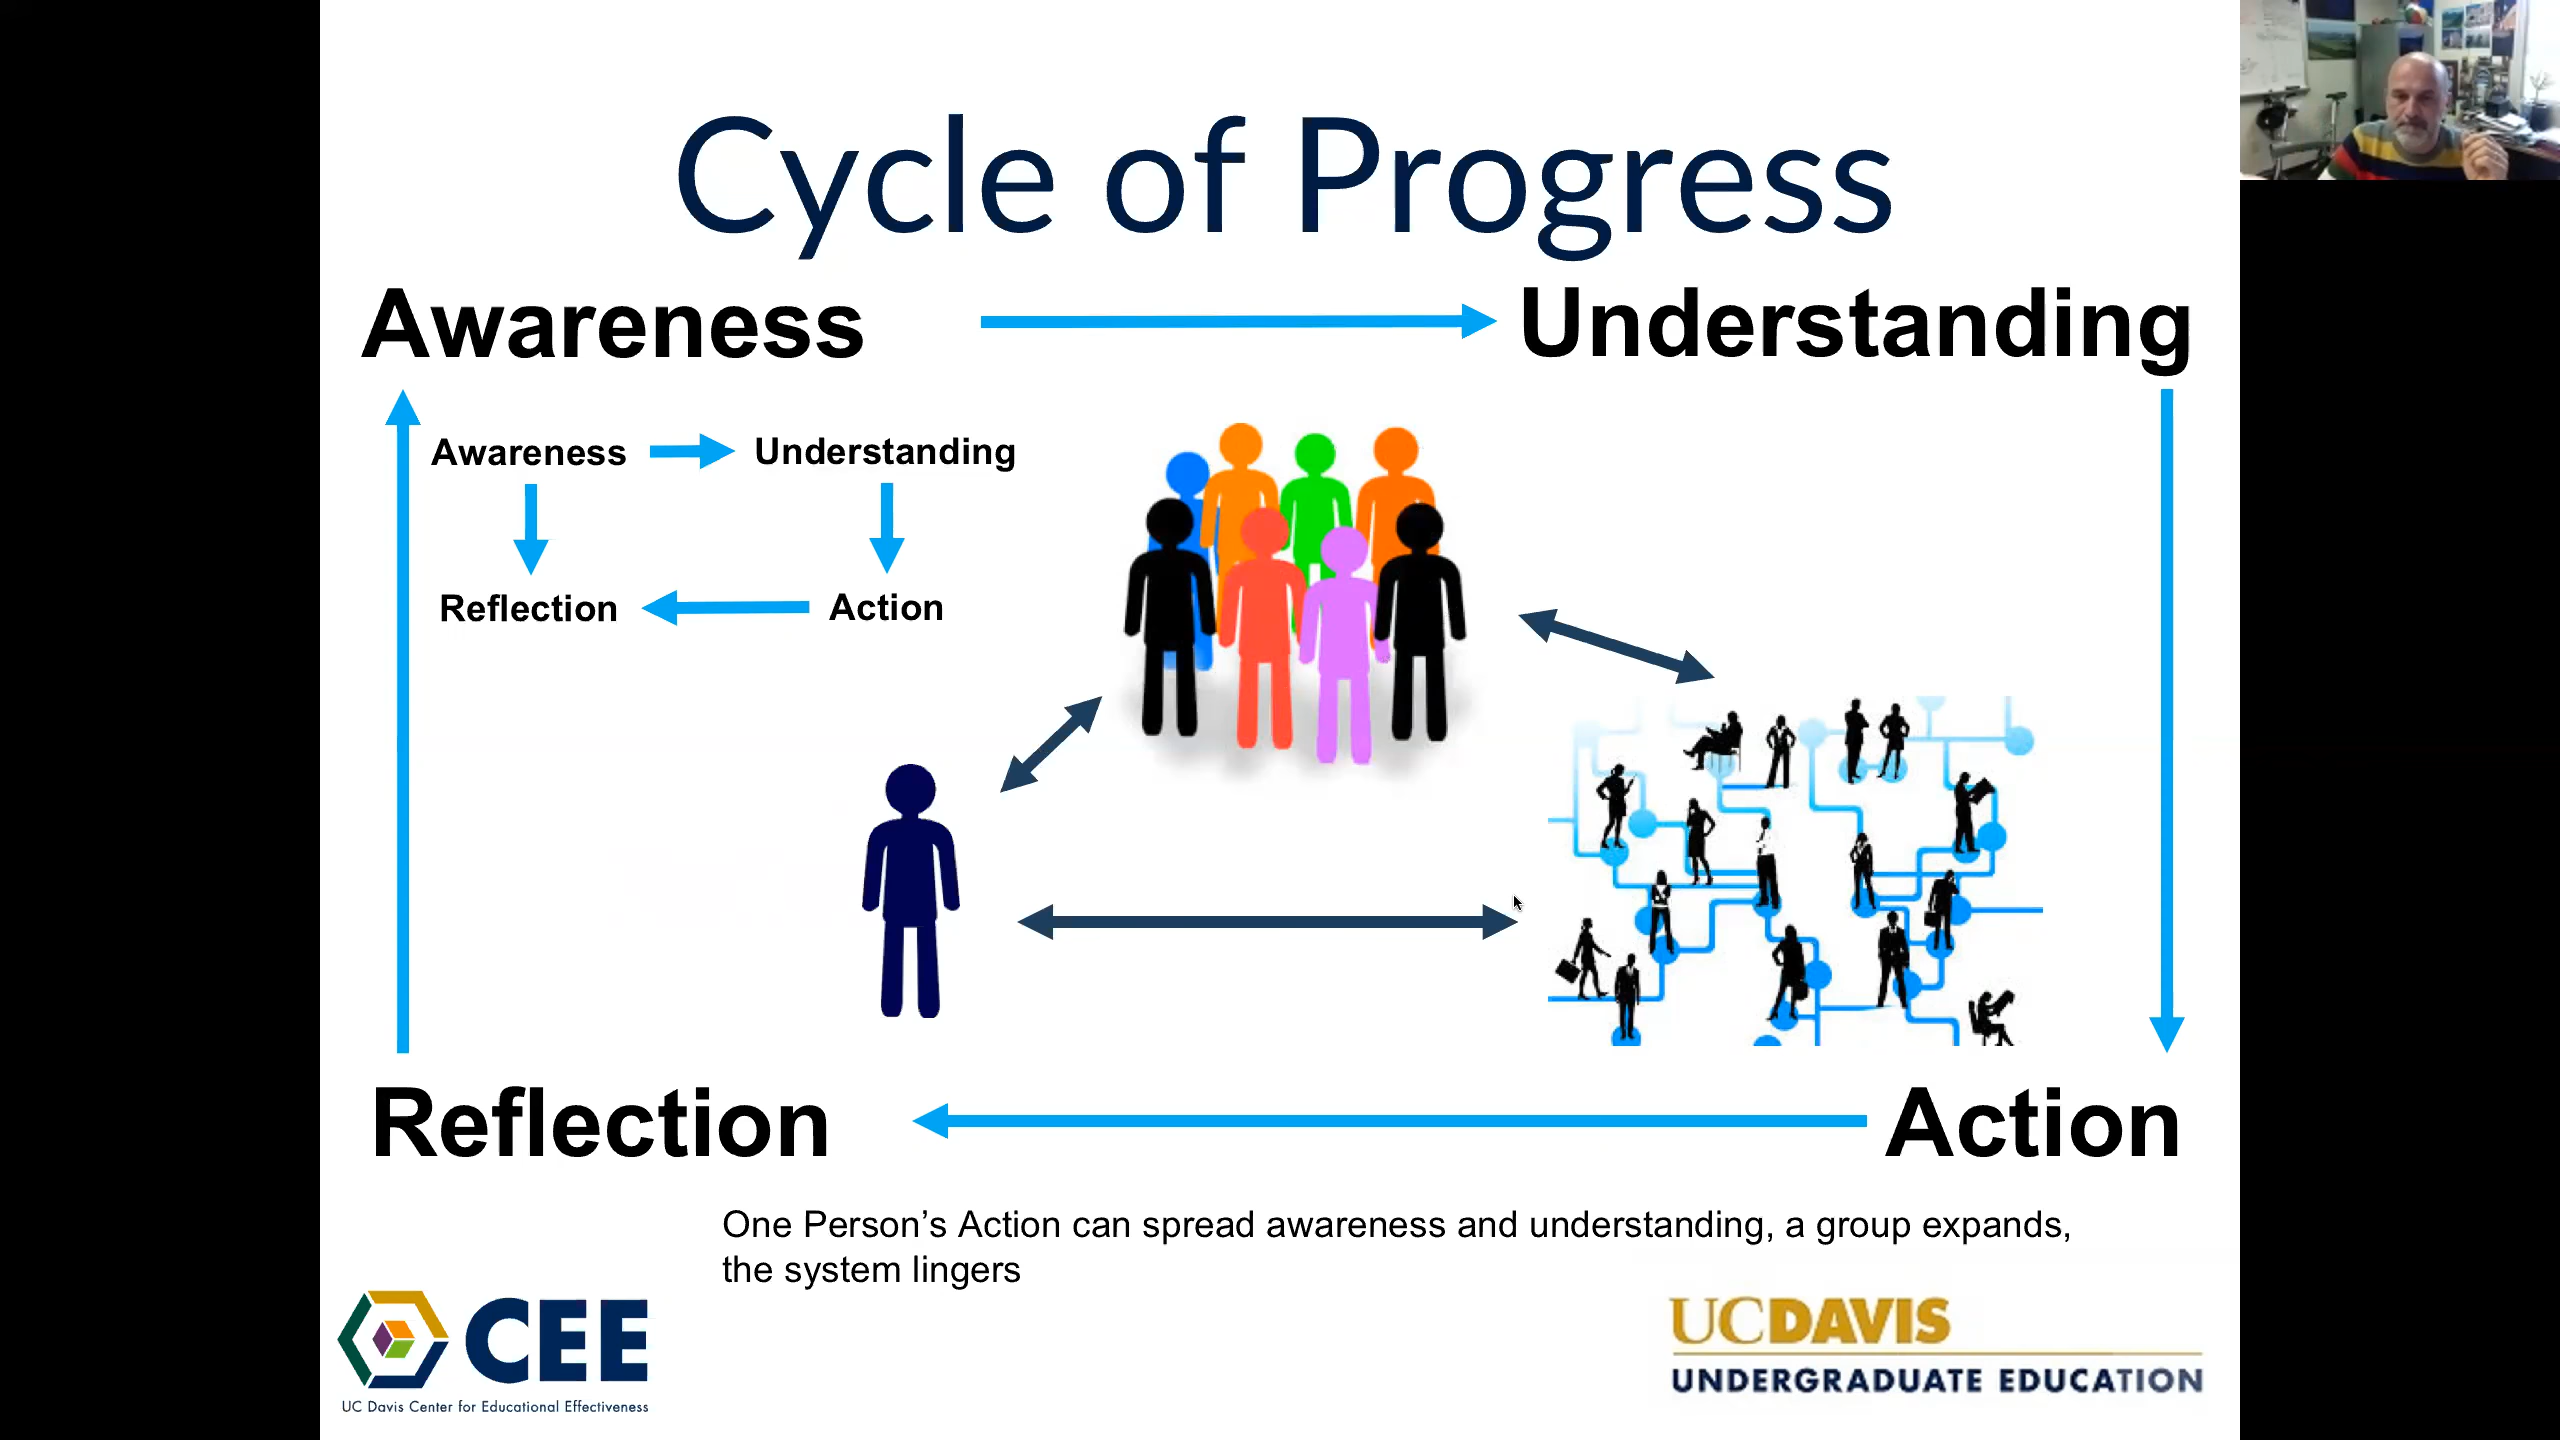 Cycle of Progress
Awareness
Understanding
Awareness
Understanding
Reflection
Action
Reflection
Action
One Person’s Action can spread awareness and understanding, a group expands,
the system lingers
CEE
UC Davis Center for Educational Effectiveness
UCDAVIS
UNDERGRADUATE EDUCATION